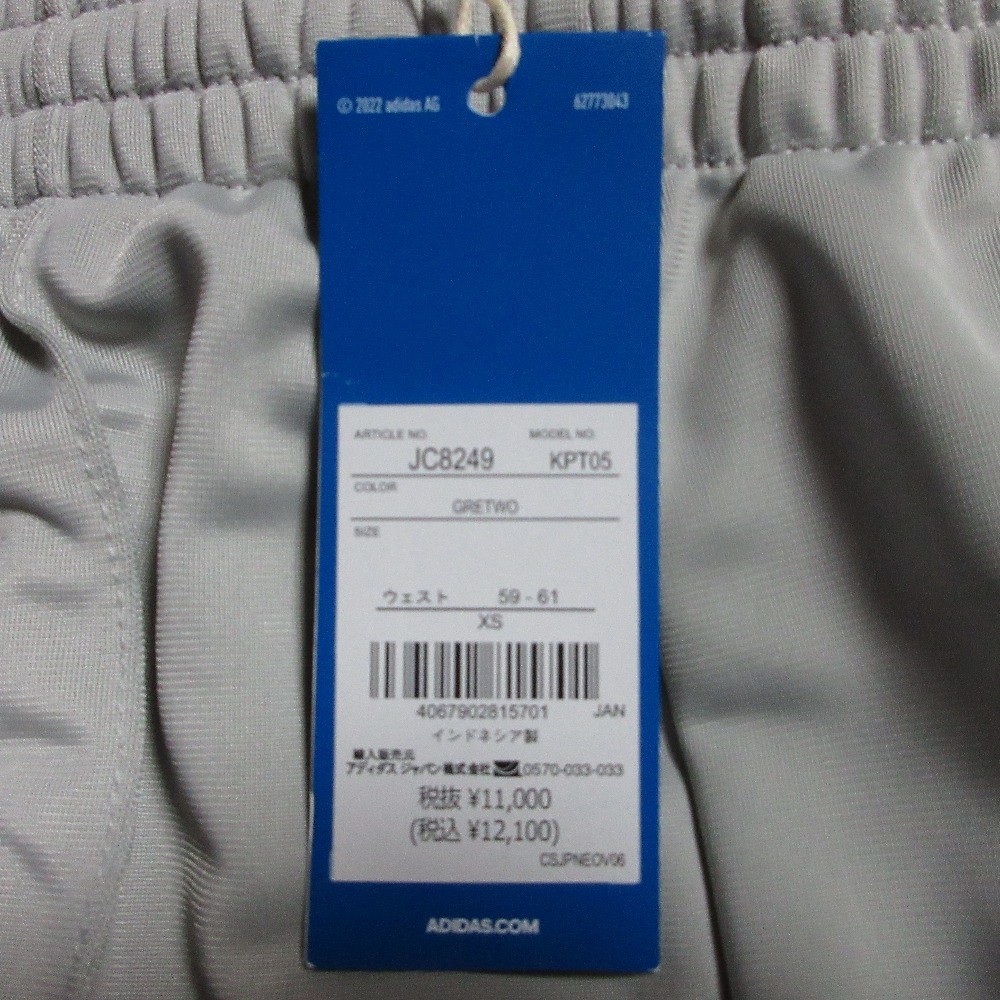 © 2022 adidas AG 62773043
ARTICLE NO. MODEL NO.
JC8249 KPT05
COLOR
GRETWO
SIZE
ウェスト 59 - 61
XS
4067902815701 JAN
インドネシア製
輸入販売元
アディダス ジャパン株式会社 0570-033-033
税抜 ¥11,000
(税込 ¥12,100)
CSJPNEOV06
ADIDAS.COM